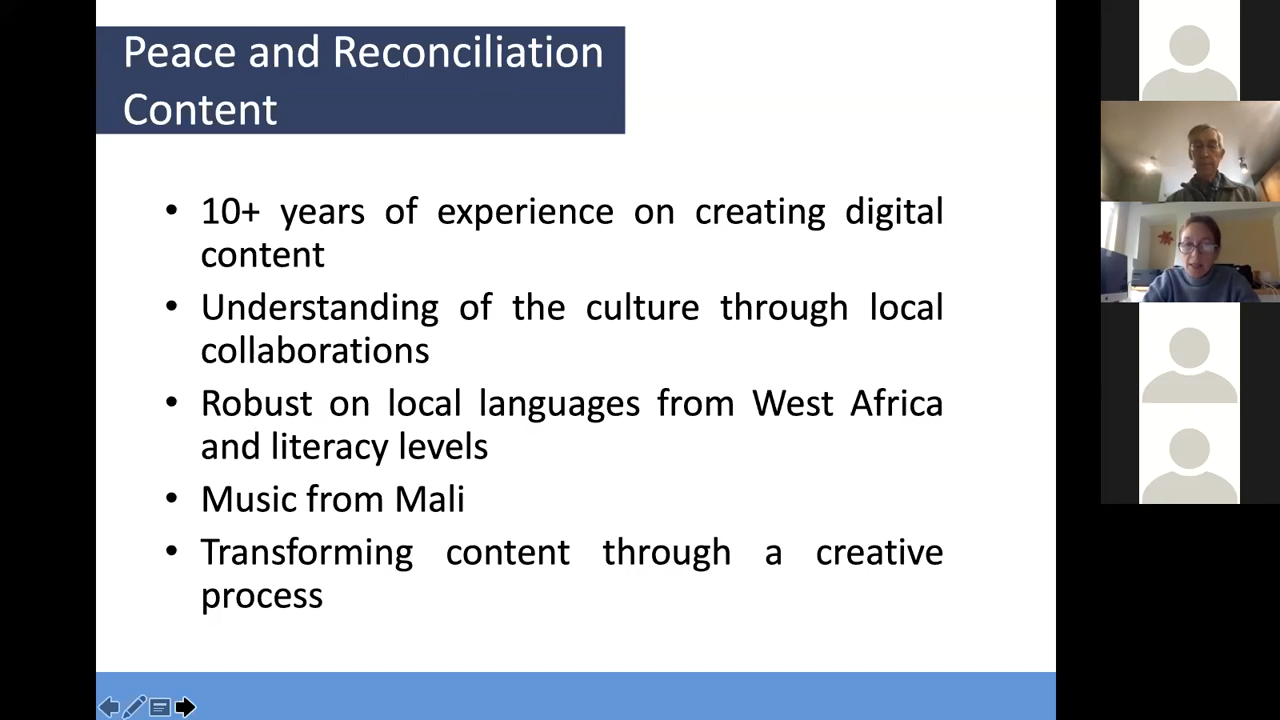 Peace and Reconciliation
Content
• 10+ years of experience on creating digital
content
• Understanding of the culture through local
collaborations
• Robust on local languages from West Africa
and literacy levels
• Music from Mali
• Transforming content through a creative
process